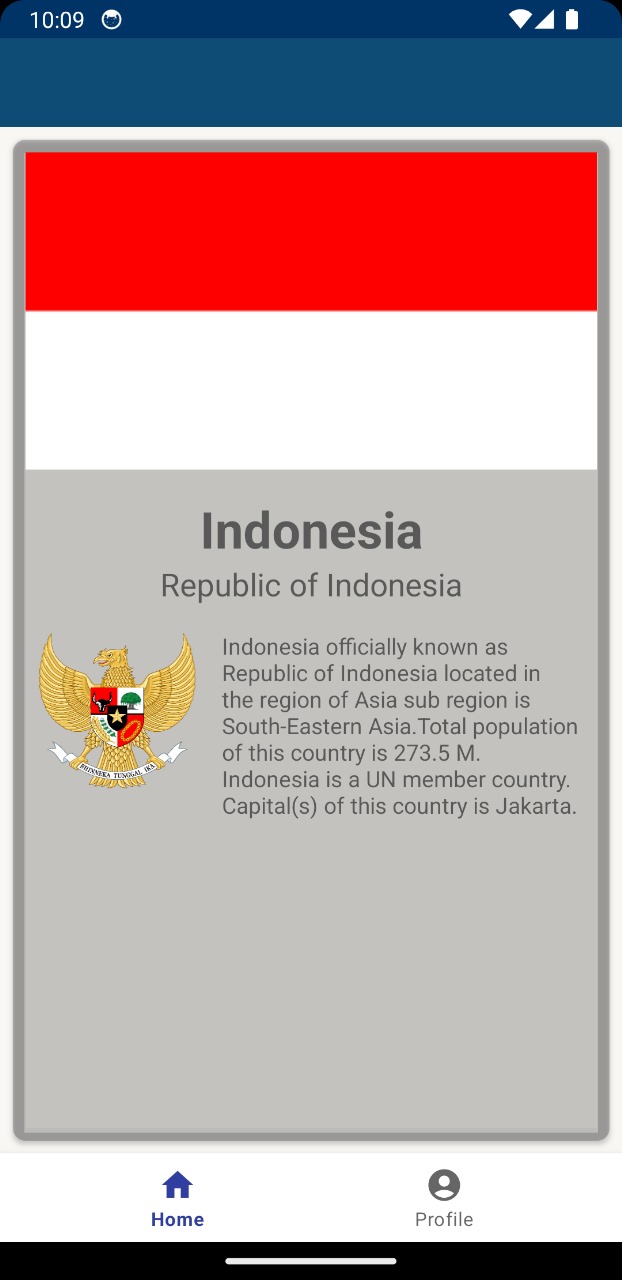 10:09
Indonesia
Republic of Indonesia
Indonesia officially known as
Republic of Indonesia located in
the region of Asia sub region is
South-Eastern Asia.Total population
of this country is 273.5 M.
Indonesia is a UN member country.
Capital(s) of this country is Jakarta.
BHINNEKA TUNGGAL IKA
Home
Profile